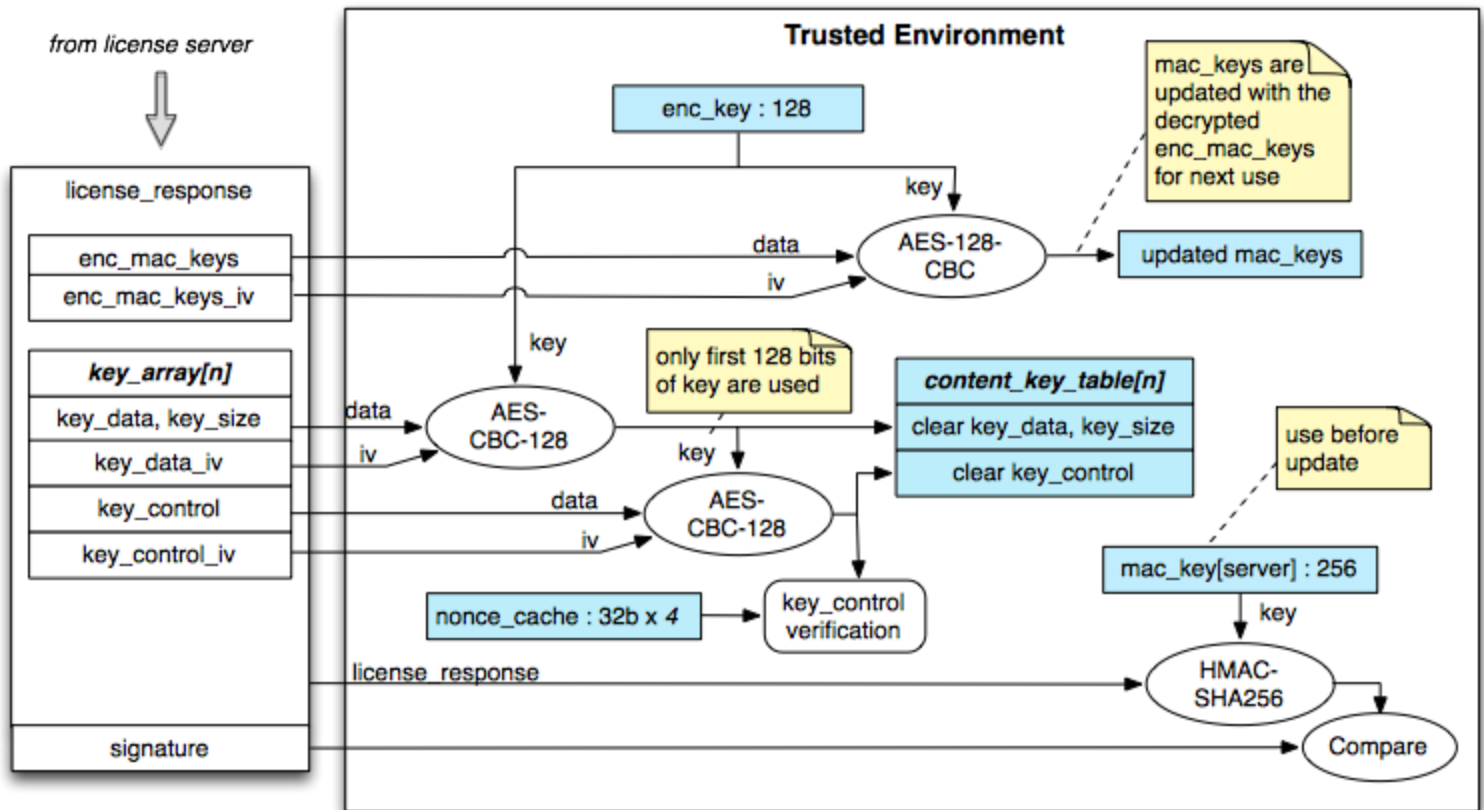 from license server
Trusted Environment
mac_keys are
updated with the
decrypted
enc_mac_keys
for next use
enc_key : 128
license_response
key
enc_mac_keys
data
AES-128-
CBC
updated mac_keys
enc_mac_keys_iv
iv
key
only first 128 bits
of key are used
key_array[n]
content_key_table[n]
key_data, key_size
data
AES-
CBC-128
clear key_data, key_size
use before
update
key_data_iv
iv
key
clear key_control
key_control
data
AES-
CBC-128
key_control_iv
iv
mac_key[server] : 256
nonce_cache : 32b x 4
key_control
verification
key
license_response
HMAC-
SHA256
signature
Compare